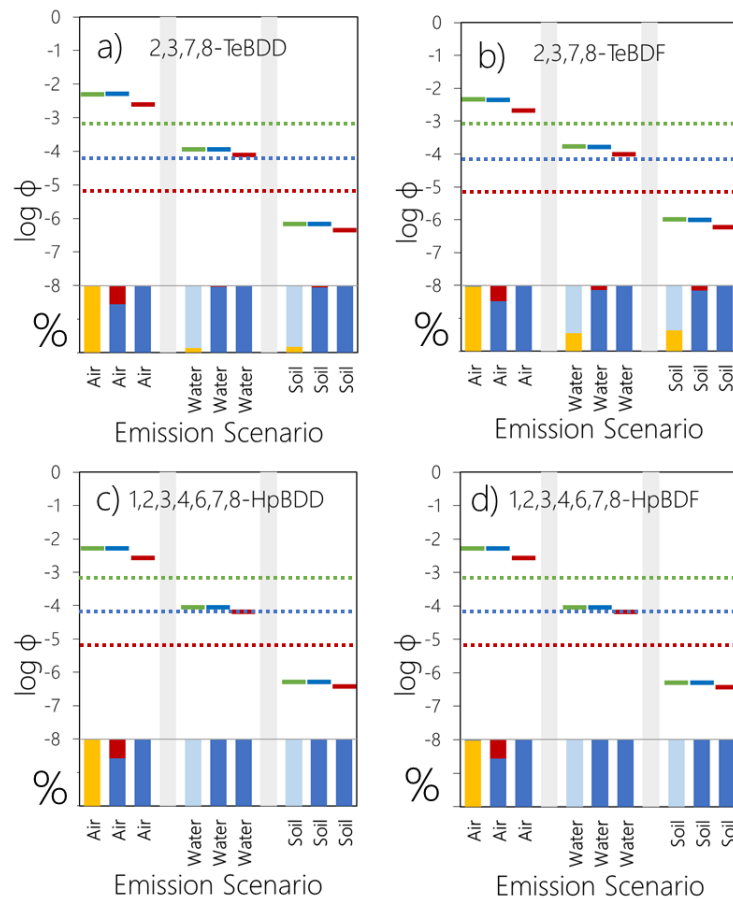 a) 2,3,7,8-TeBDD
0
-1
-2
-3
-4
-5
-6
-7
-8
log ϕ
%
Air
Air
Air
Water
Water
Water
Soil
Soil
Soil
Emission Scenario
b) 2,3,7,8-TeBDF
0
-1
-2
-3
-4
-5
-6
-7
-8
log ϕ
%
Air
Air
Air
Water
Water
Water
Soil
Soil
Soil
Emission Scenario
c) 1,2,3,4,6,7,8-HpBDD
0
-1
-2
-3
-4
-5
-6
-7
-8
log ϕ
%
Air
Air
Air
Water
Water
Water
Soil
Soil
Soil
Emission Scenario
d) 1,2,3,4,6,7,8-HpBDF
0
-1
-2
-3
-4
-5
-6
-7
-8
log ϕ
%
Air
Air
Air
Water
Water
Water
Soil
Soil
Soil
Emission Scenario